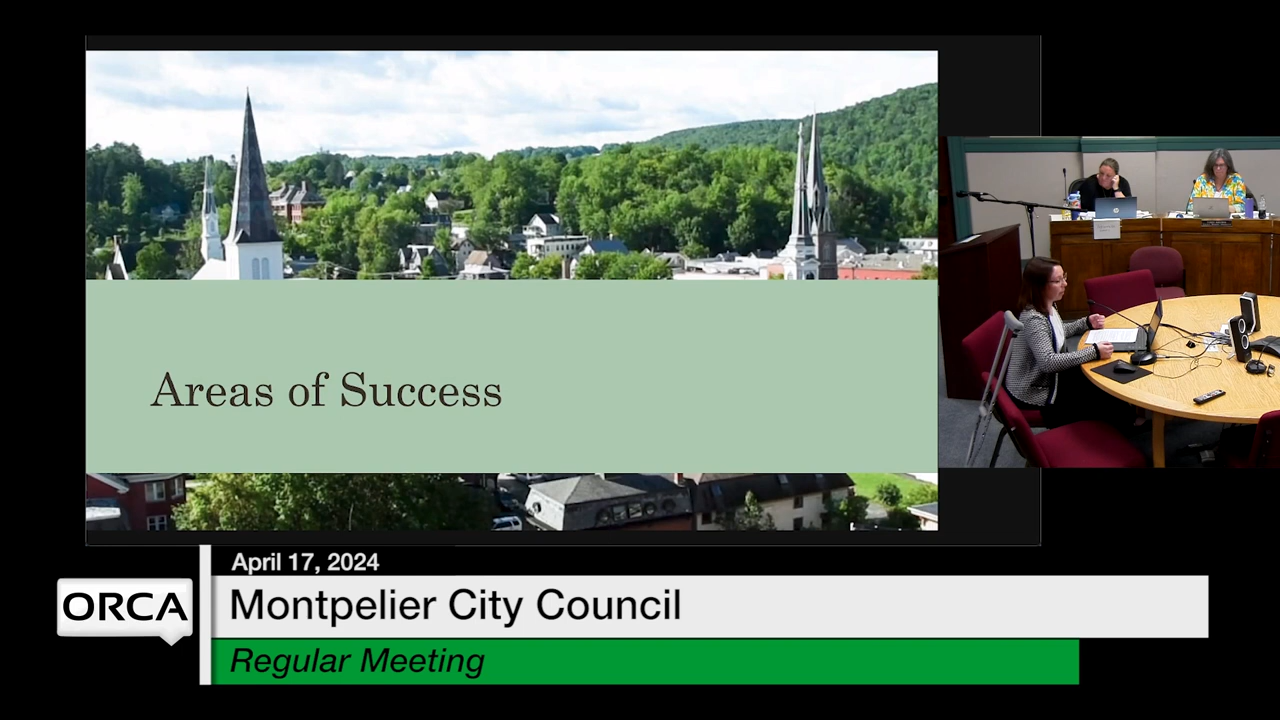 Areas of Success
April 17, 2024
ORCA
Montpelier City Council
Regular Meeting